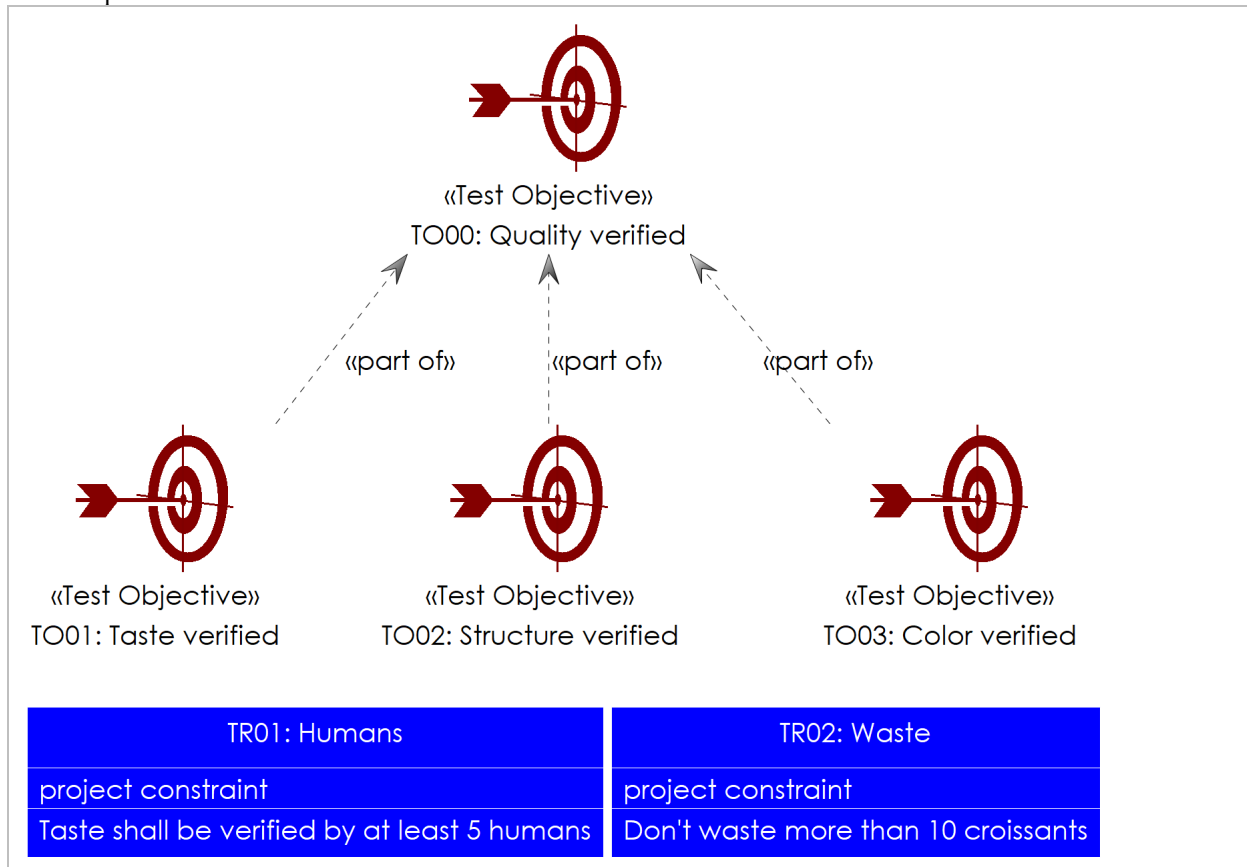 «Test Objective»
TO00: Quality verified
«part of» «part of» «part of»
«Test Objective» «Test Objective» «Test Objective»
TO01: Taste verified TO02: Structure verified TO03: Color verified
TR01: Humans TR02: Waste
project constraint project constraint
Taste shall be verified by at least 5 humans Don't waste more than 10 croissants